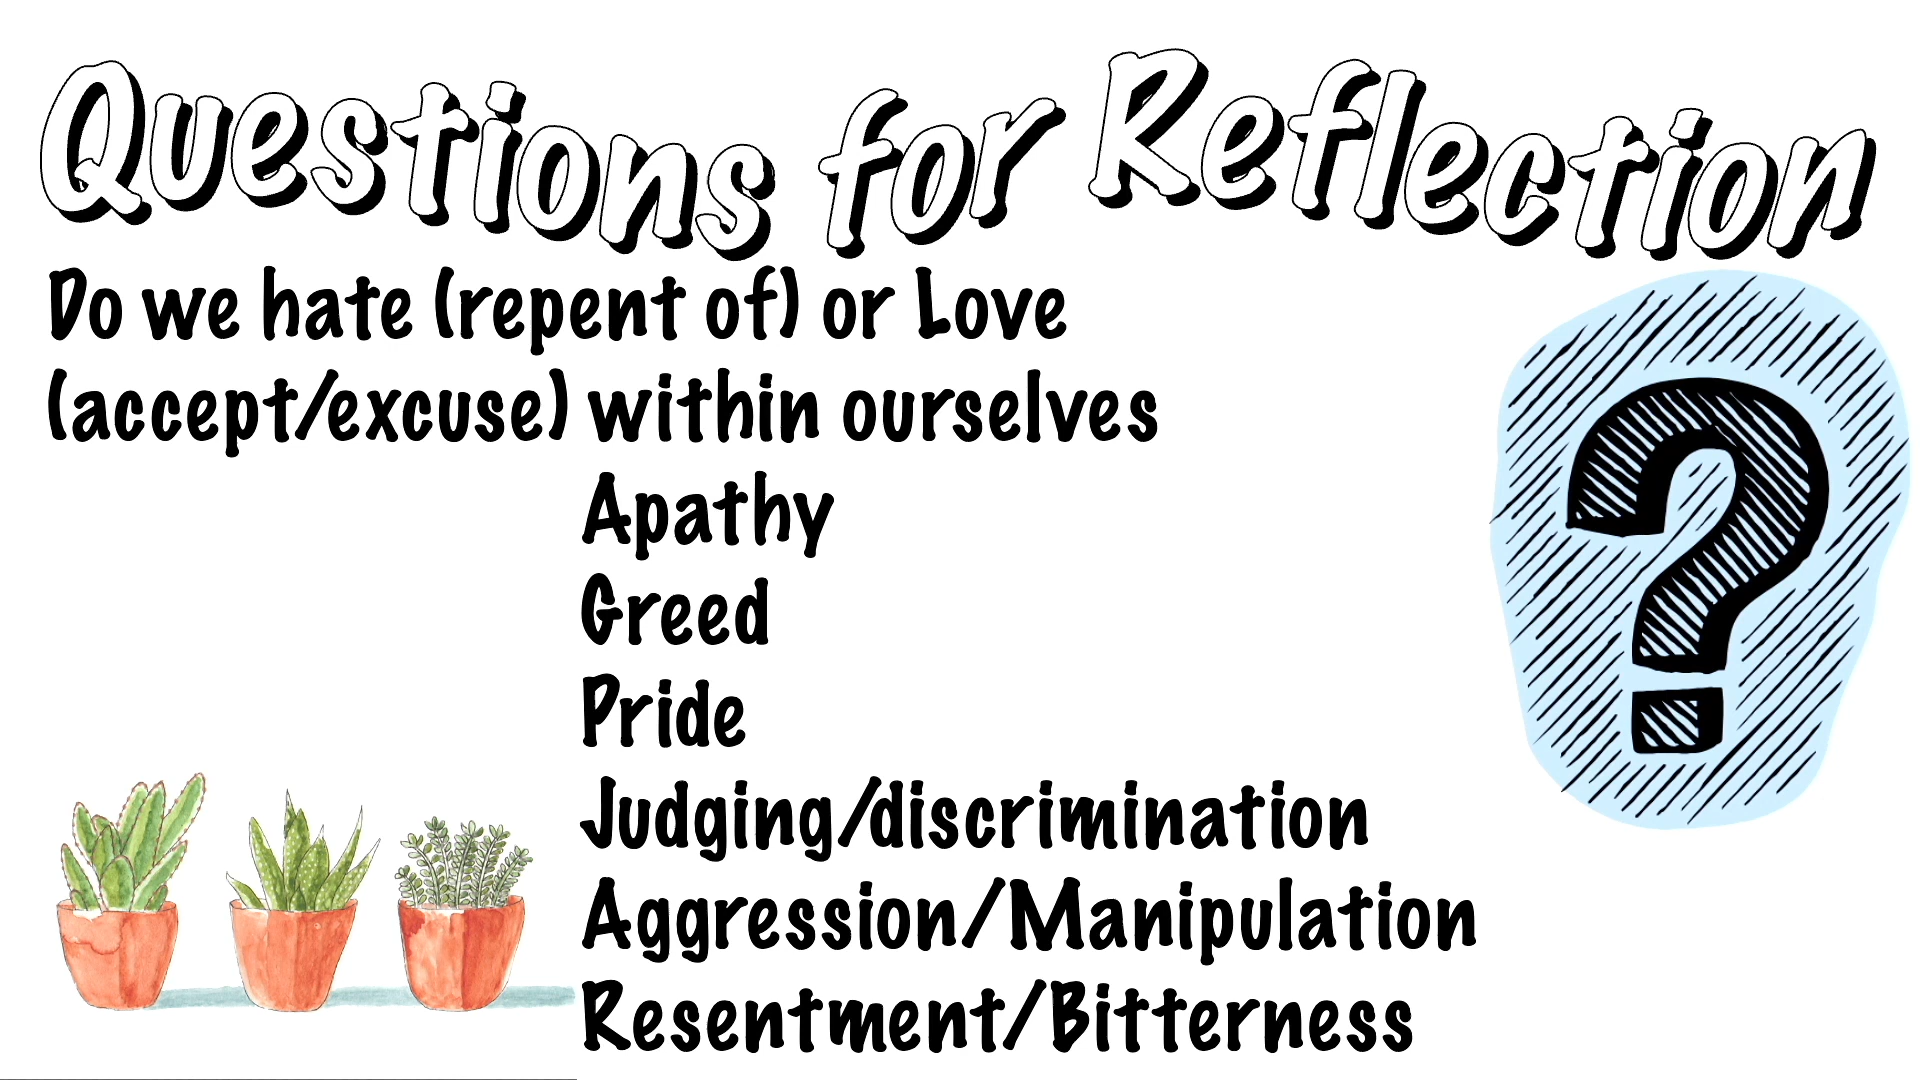 Questions for Reflection
Do we hate (repent of) or Love
(accept/excuse) within ourselves
Apathy
Greed
Pride
Judging/discrimination
Aggression/Manipulation
Resentment/Bitterness
?